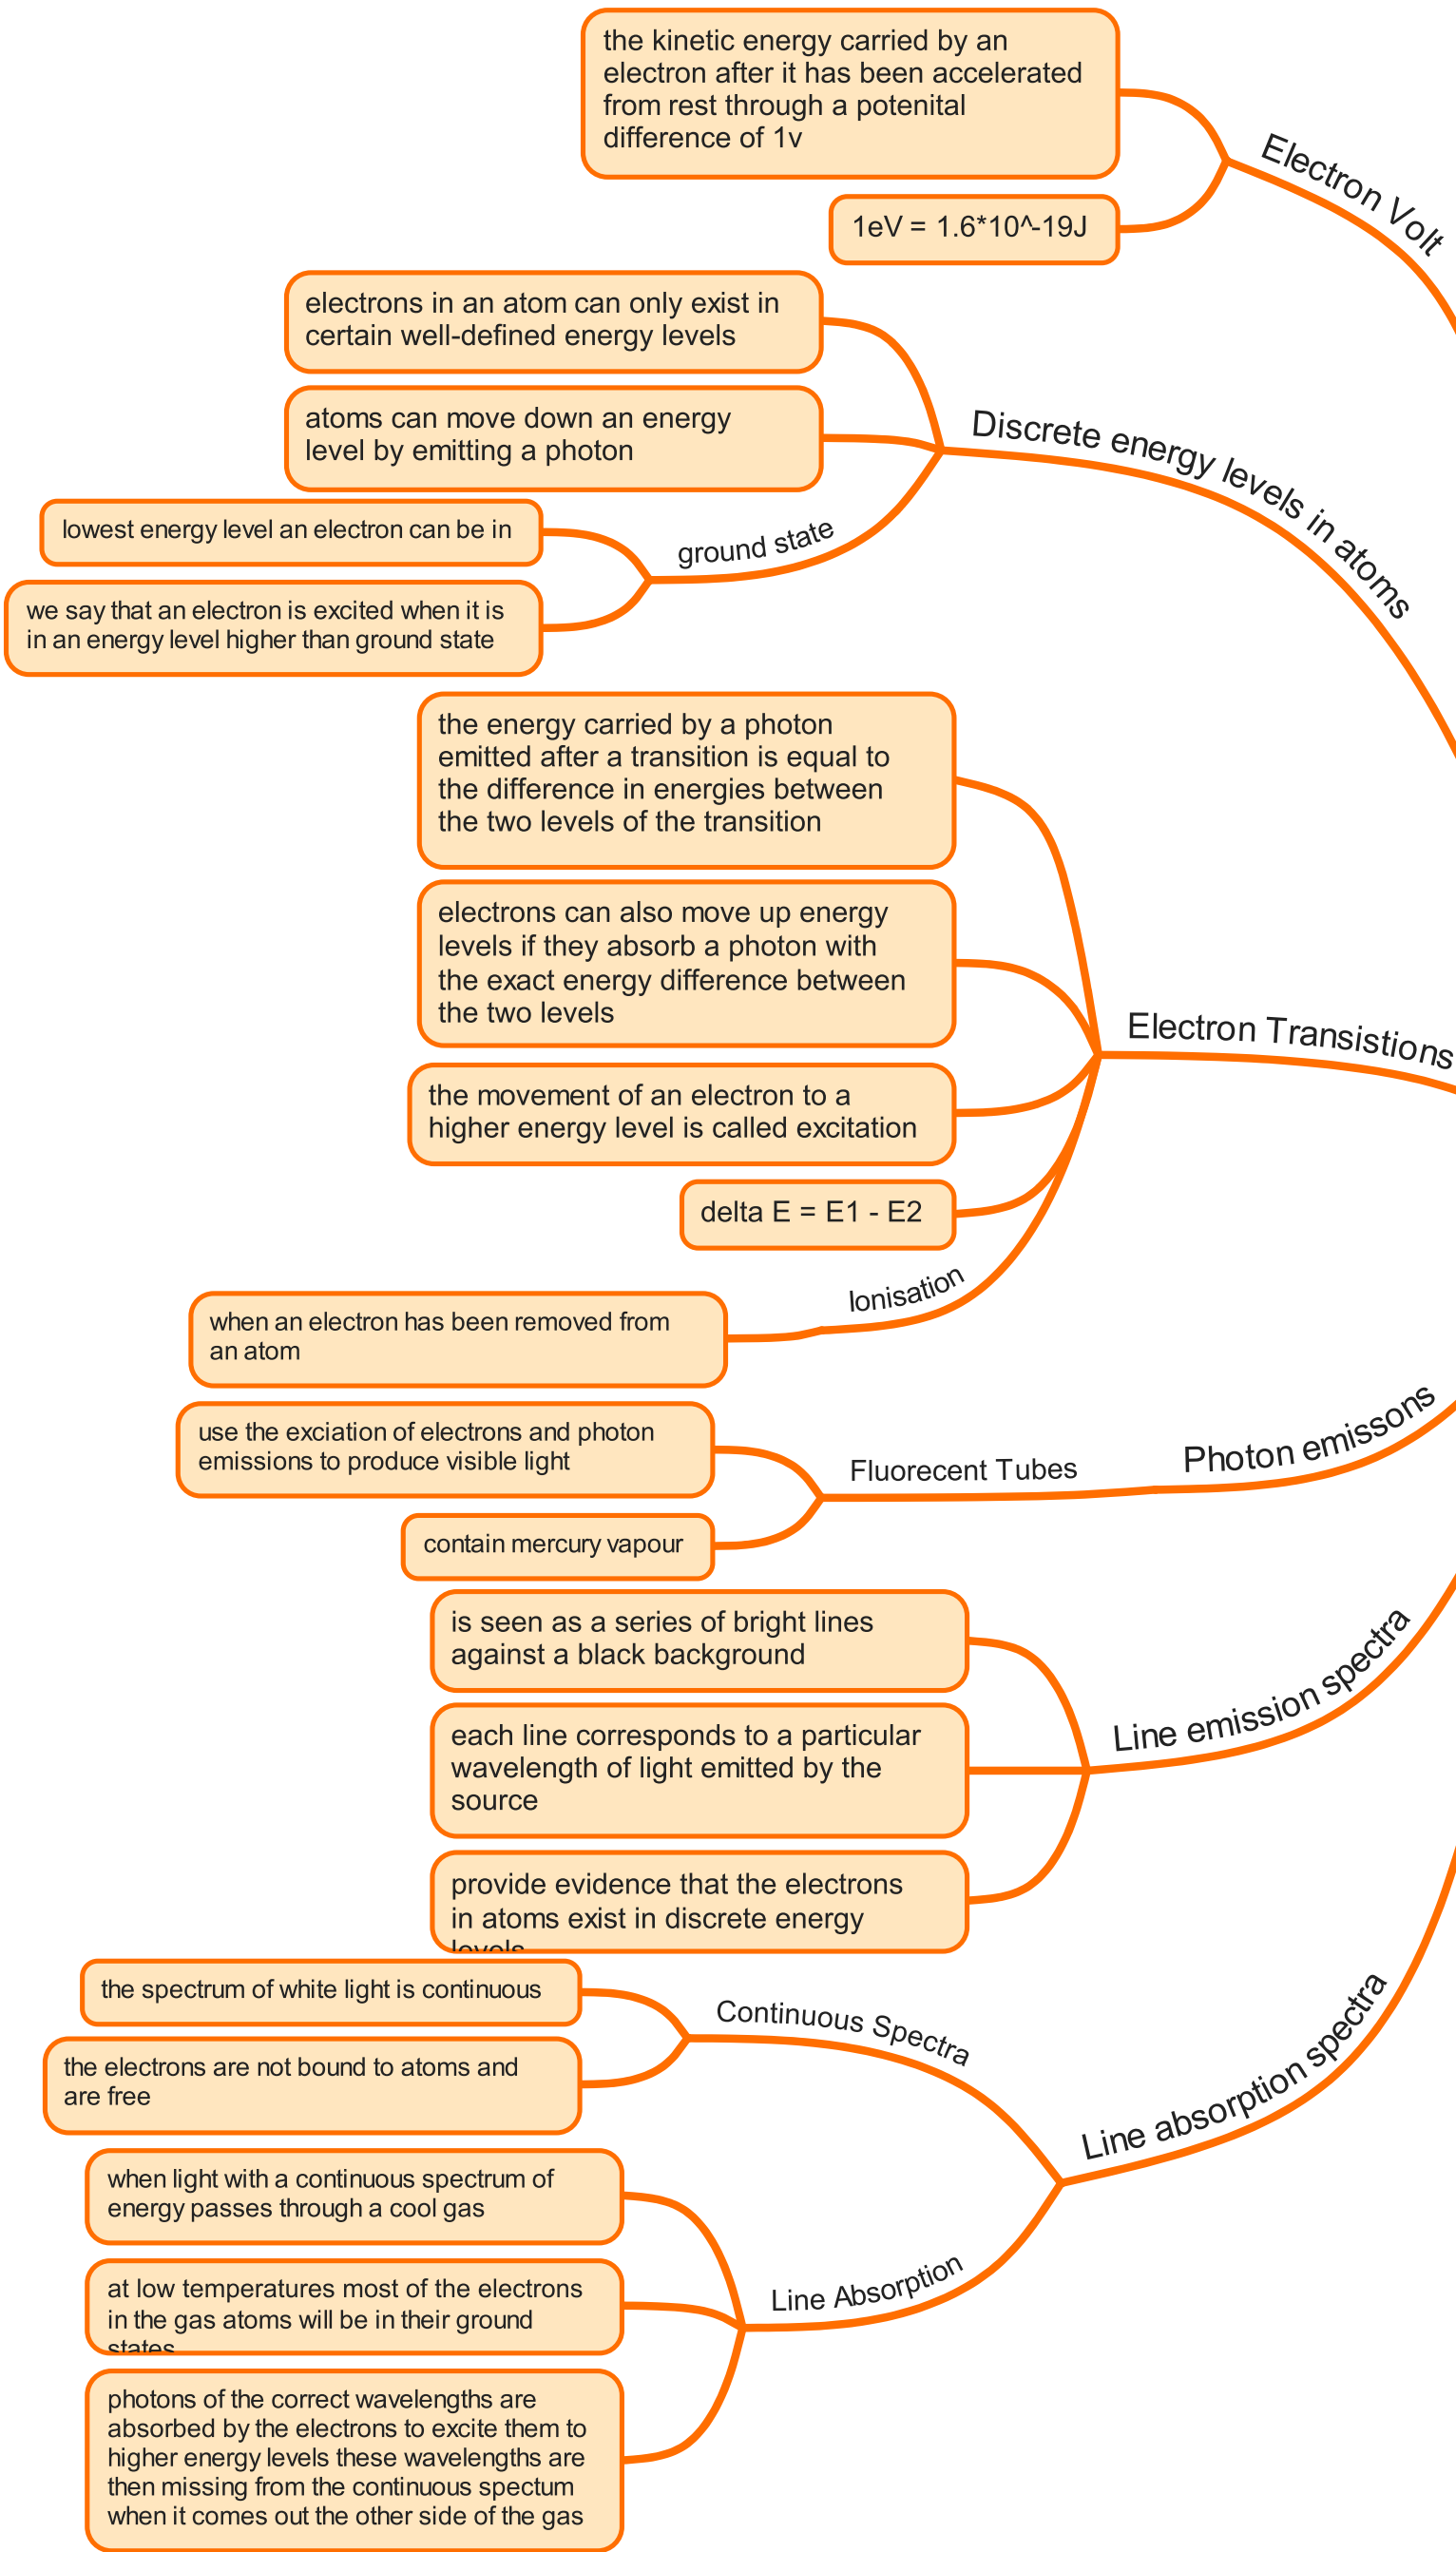 the kinetic energy carried by an
electron after it has been accelerated
from rest through a potenital
difference of 1v
Electron Volt
1eV = 1.6*10^-19J
electrons in an atom can only exist in
certain well-defined energy levels
atoms can move down an energy
level by emitting a photon
Discrete energy levels in atoms
ground state
lowest energy level an electron can be in
we say that an electron is excited when it is
in an energy level higher than ground state
the energy carried by a photon
emitted after a transition is equal to
the difference in energies between
the two levels of the transition
electrons can also move up energy
levels if they absorb a photon with
the exact energy difference between
the two levels
Electron Transistions
the movement of an electron to a
higher energy level is called excitation
delta E = E1 - E2
Ionisation
when an electron has been removed from
an atom
use the exciation of electrons and photon
emissions to produce visible light
Fluorecent Tubes
Photon emissons
contain mercury vapour
is seen as a series of bright lines
against a black background
each line corresponds to a particular
wavelength of light emitted by the
source
Line emission spectra
provide evidence that the electrons
in atoms exist in discrete energy
levels
the spectrum of white light is continuous
Continuous Spectra
the electrons are not bound to atoms and
are free
Line absorption spectra
when light with a continuous spectrum of
energy passes through a cool gas
at low temperatures most of the electrons
in the gas atoms will be in their ground
states
Line Absorption
photons of the correct wavelengths are
absorbed by the electrons to excite them to
higher energy levels these wavelengths are
then missing from the continuous spectum
when it comes out the other side of the gas